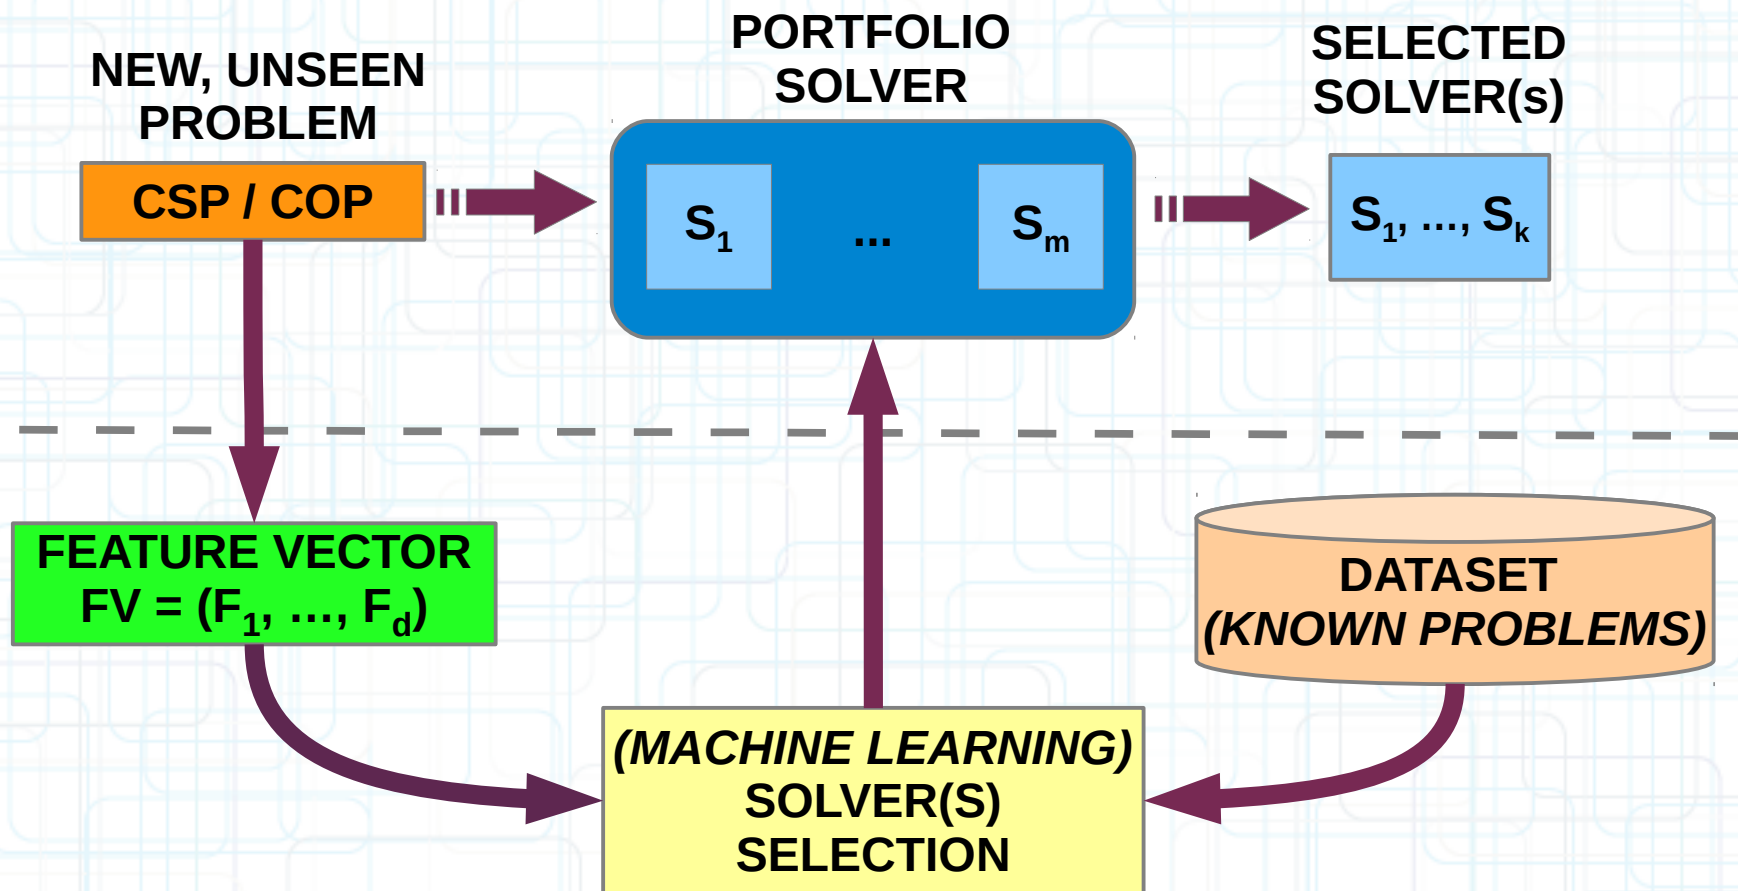 NEW, UNSEEN
PROBLEM
CSP / COP
PORTFOLIO
SOLVER
S1 ... Sm
SELECTED
SOLVER(s)
S1, ..., Sk
FEATURE VECTOR
FV = (F1, ..., Fd)
DATASET
(KNOWN PROBLEMS)
(MACHINE LEARNING)
SOLVER(S)
SELECTION